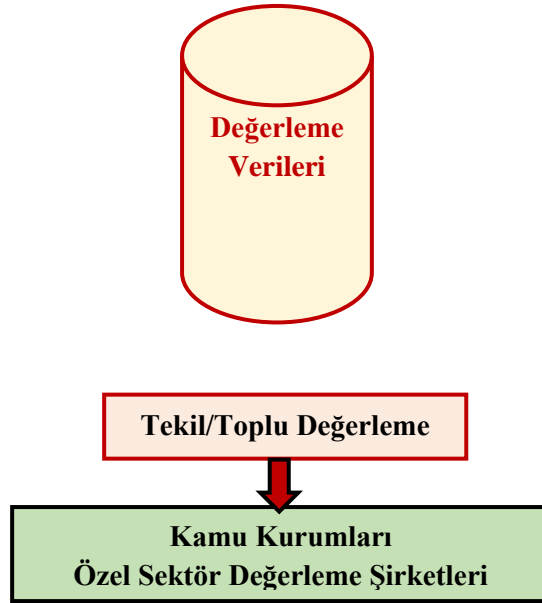 Değerleme
Verileri
Tekil/Toplu Değerleme
Kamu Kurumları
Özel Sektör Değerleme Şirketleri